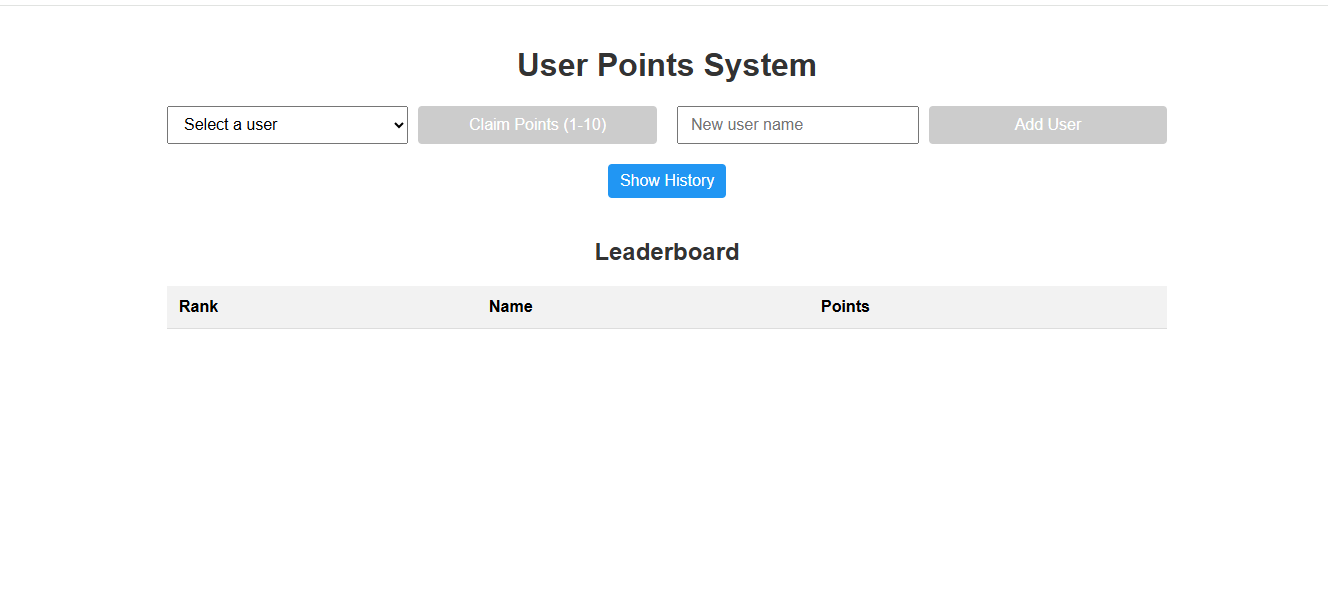 User Points System
Select a user Claim Points (1-10) New user name Add User
Show History
Leaderboard
Rank Name Points